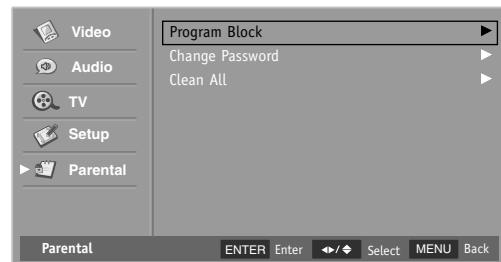 Video
Audio
TV
Setup
Parental
Program Block
Change Password
Clean All
Parental ENTER Enter Select MENU Back